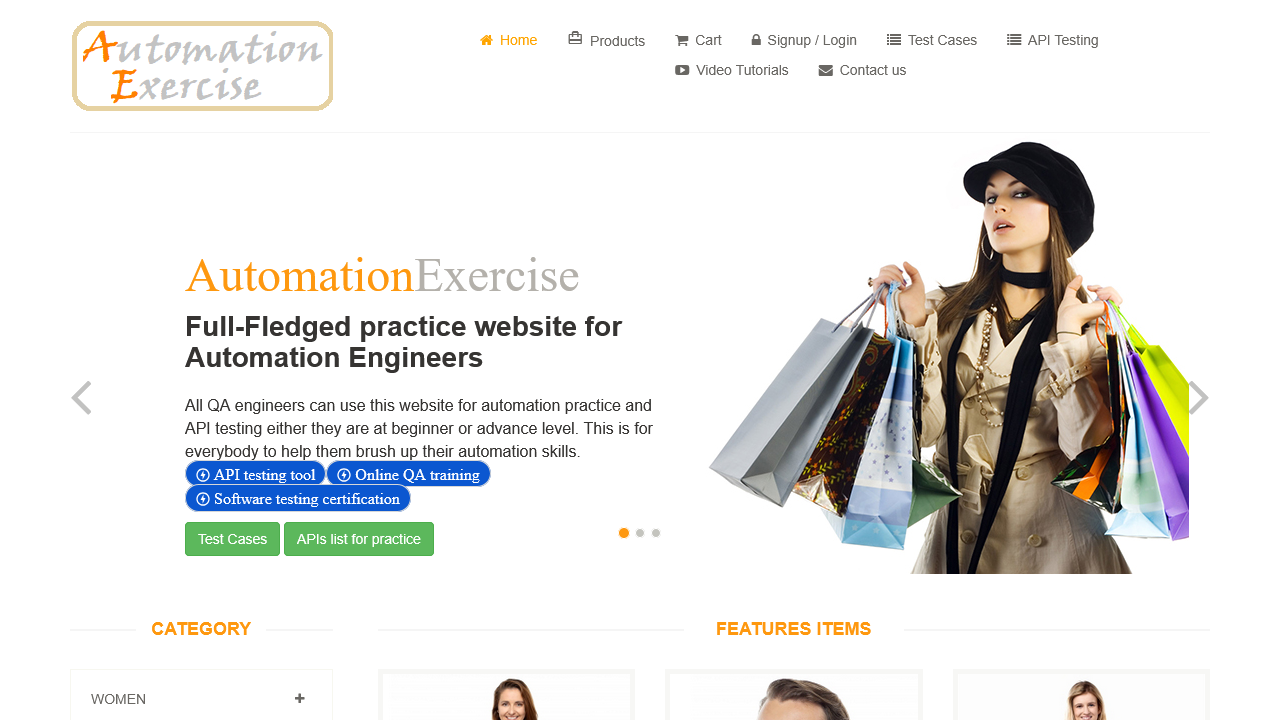 Automation
Exercise
Home
Products
Cart
Signup / Login
Test Cases
API Testing
Video Tutorials
Contact us
AutomationExercise
Full-Fledged practice website for
Automation Engineers
All QA engineers can use this website for automation practice and
API testing either they are at beginner or advance level. This is for
everybody to help them brush up their automation skills.
API testing tool
Online QA training
Software testing certification
Test Cases
APIs list for practice
CATEGORY
FEATURES ITEMS
WOMEN